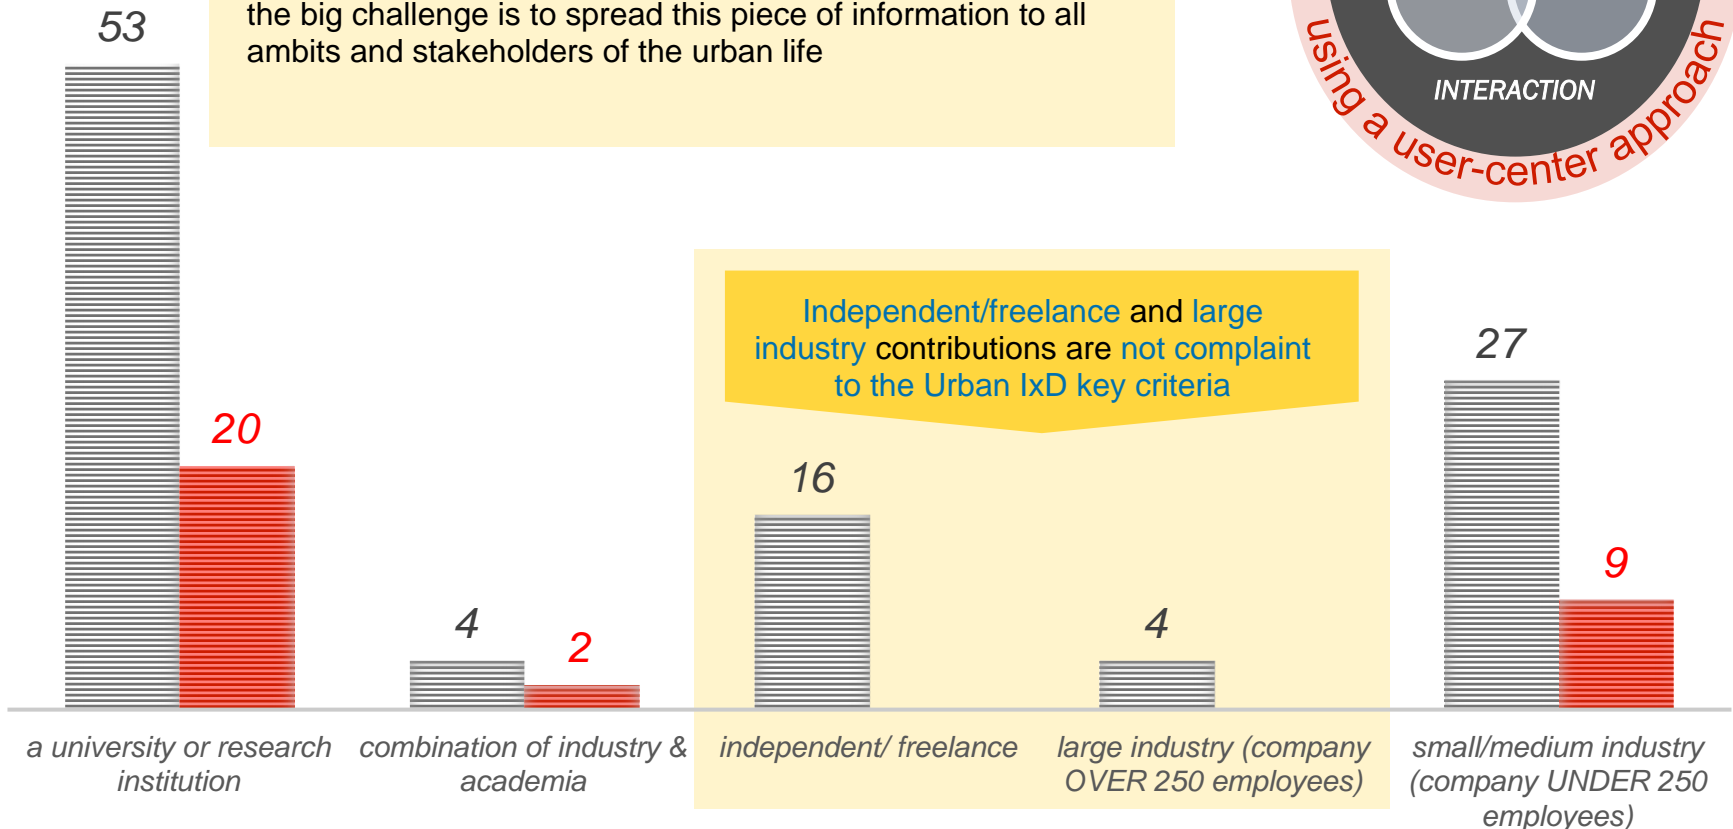 the big challenge is to spread this piece of information to all
ambits and stakeholders of the urban life
INTERACTION
using a user-center approach
53
20
4
2
Independent/freelance and large
industry contributions are not complaint
to the Urban IxD key criteria
16
4
27
9
a university or research
institution
combination of industry &
academia
independent/ freelance
large industry (company
OVER 250 employees)
small/medium industry
(company UNDER 250
employees)